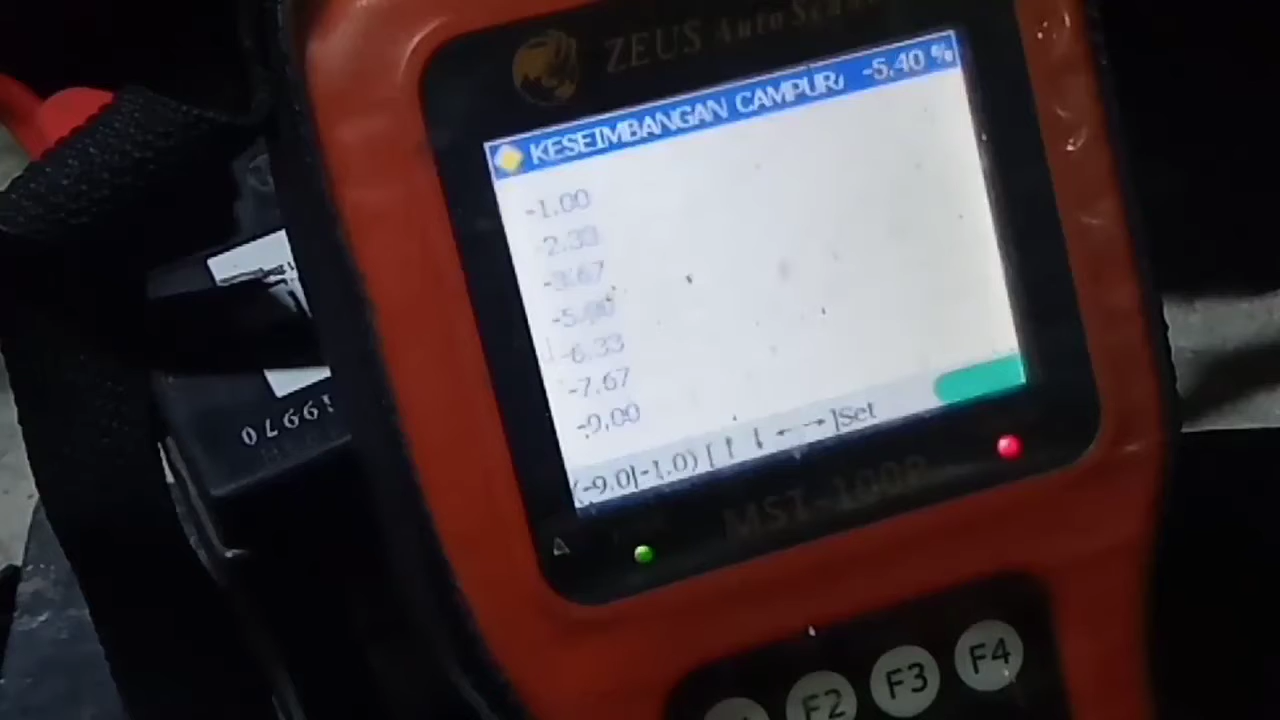 ZEUS
KESEIMBANGAN CAMPUR, -5.40 %
-1.00
-2.33
-3.67
-6.33
-7.67
-9.00
(-9.0|-1.0) [↑ ↓ ←→]Set
F2
F3
F4